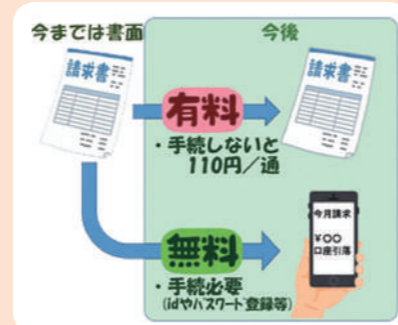 今までは書面
今後
請求書
請求書
有料
・手続しないと
110円／通
無料
・手続必要
(idやパスワード登録等)
今月請求
￥〇〇
口座引落